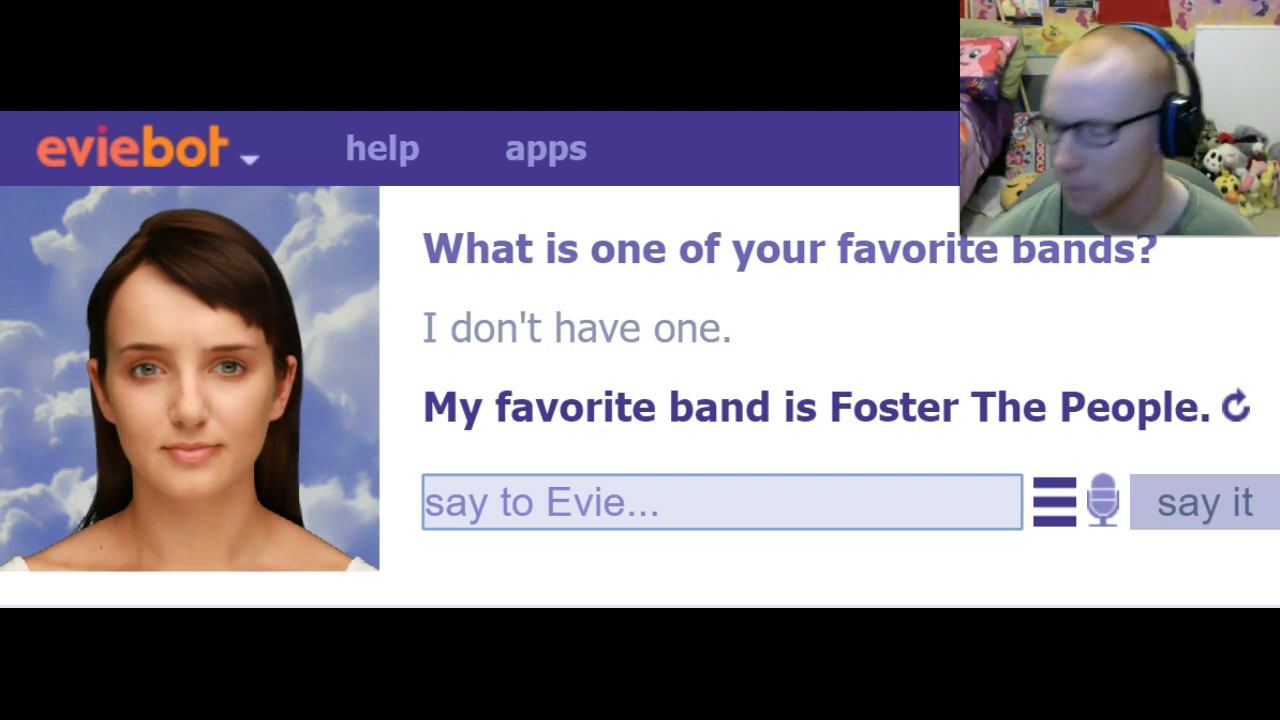 eviebot
help
apps
What is one of your favorite bands?
I don't have one.
My favorite band is Foster The People.
say to Evie...
say it